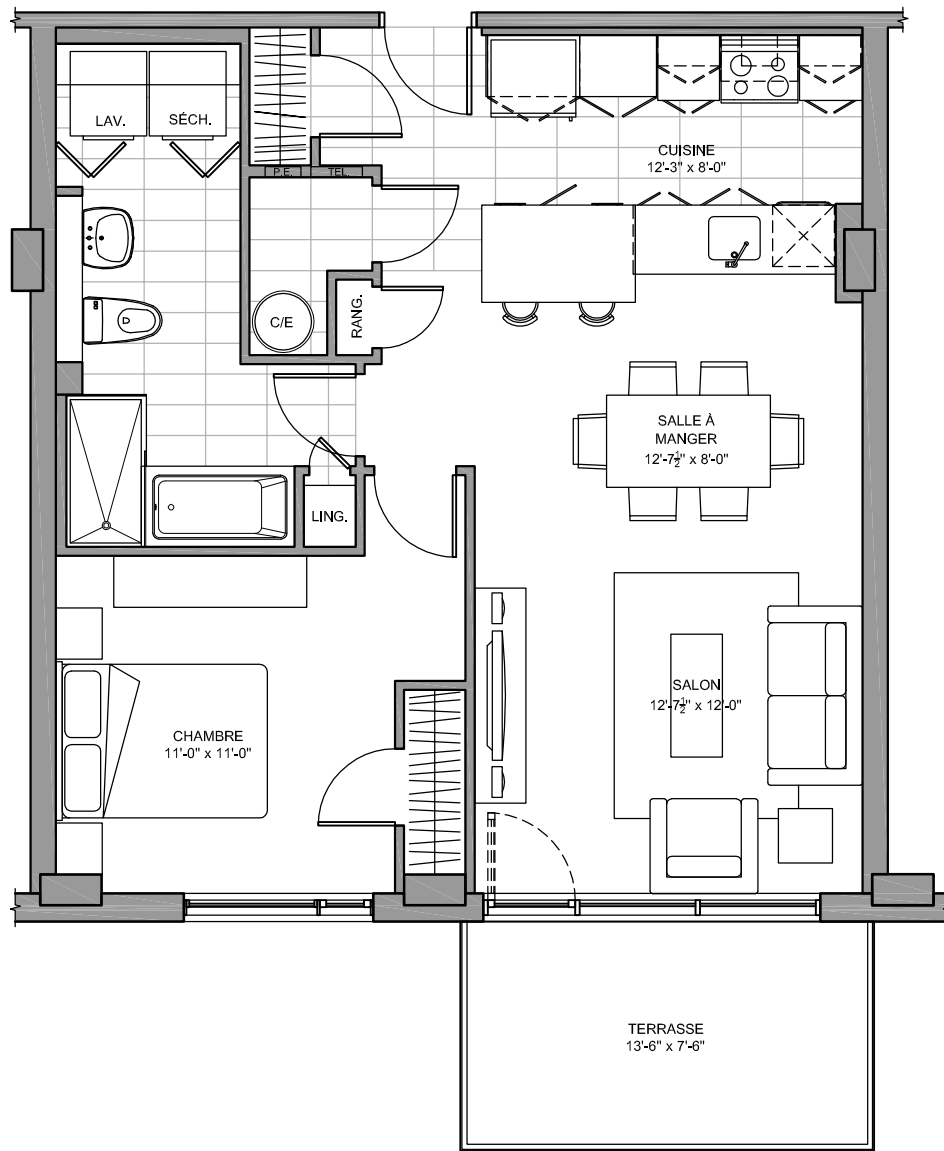 LAV.
SÉCH.
CUISINE
12'-3" x 8'-0"
P.E.
TEL.
C/E
RANG.
SALLE À
MANGER
12'-7½" x 8'-0"
LING.
SALON
12'-7½" x 12'-0"
CHAMBRE
11'-0" x 11'-0"
TERRASSE
13'-6" x 7'-6"